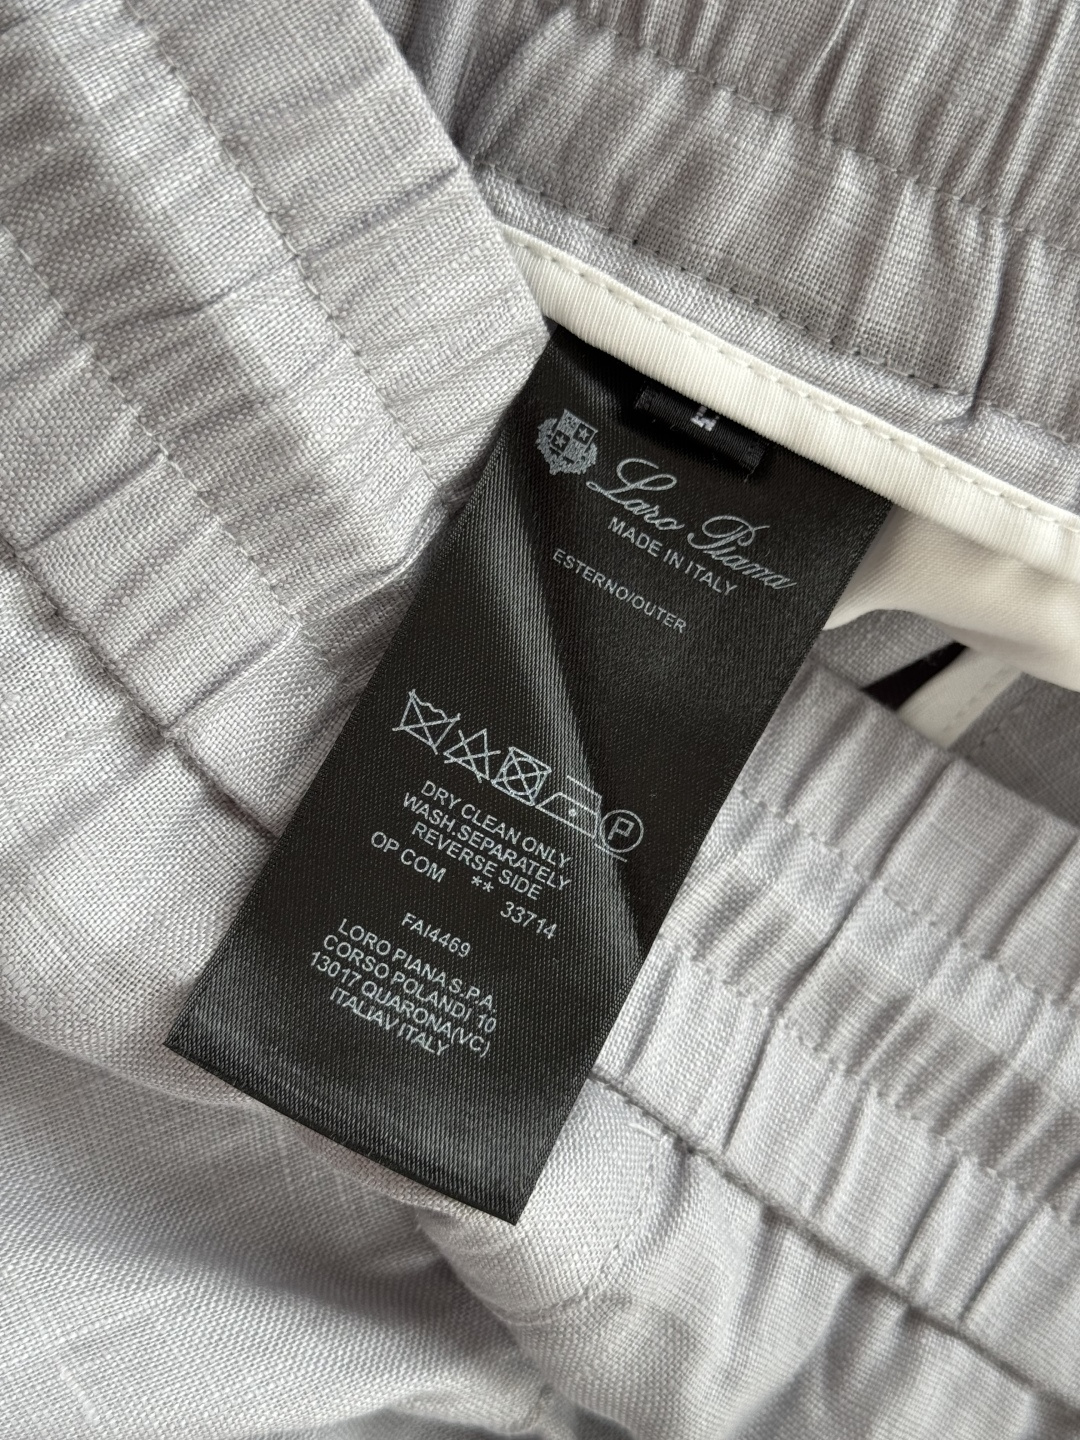 Loro Piana
MADE IN ITALY
ESTERNO/OUTER
P
DRY CLEAN ONLY
WASH SEPARATELY
REVERSE SIDE
OP COM ** 33714
FAI4469
LORO PIANA S.P.A.
CORSO POLANDI 10
13017 QUARONA(VC)
ITALIAV ITALY